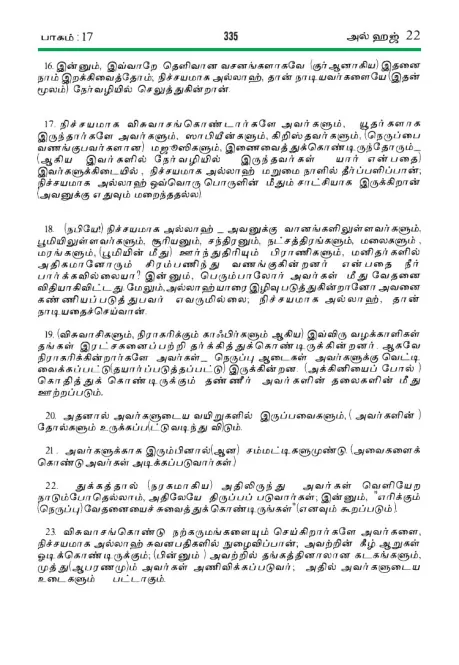 பாகம் : 17 335 அல் ஹஜ் 22
16. இன்னும், இவ்வாறே தெளிவான வசனங்களாகவே (குர்ஆனாகிய) இதனை
நாம் இறக்கிவைத்தோம்; நிச்சயமாக அல்லாஹ், தான் நாடியவர்களையே (இதன்
மூலம்) நேர்வழியில் செலுத்துகின்றான்.
17. நிச்சயமாக விசுவாசங்கொண்டார்களே அவர்களும், யூதர்களாக
இருந்தார்களே அவர்களும், ஸாபியீன்களும், கிறிஸ்தவர்களும், (நெருப்பை
வணங்குபவர்களான) மஜூஸிகளும், இணைவைத்துக்கொண்டிருந்தோரும்_
(ஆகிய இவர்களில் நேர்வழியில் இருந்தவர்கள் யார் என்பதை)
இவர்களுக்கிடையில், நிச்சயமாக அல்லாஹ் மறுமை நாளில் தீர்ப்பளிப்பான்;
நிச்சயமாக அல்லாஹ் ஒவ்வொரு பொருளின் மீதும் சாட்சியாக இருக்கிறான்
(அவனுக்கு எதுவும் மறைந்ததல்ல).
18. (நபியே!) நிச்சயமாக அல்லாஹ் _ அவனுக்கு வானங்களிலுள்ளவர்களும்,
பூமியிலுள்ளவர்களும், சூரியனும், சந்திரனும், நட்சத்திரங்களும், மலைகளும் ,
மரங்களும், (பூமியின் மீது) ஊர்ந்துதிரியும் பிராணிகளும், மனிதர்களில்
அதிகமானோரும் சிரம்பணிந்து வணங்குகின்றனர் என்பதை நீர்
பார்க்கவில்லையா? இன்னும், பெரும்பாலோர் அவர்கள் மீது வேதனை
விதியாகிவிட்டது. மேலும்,அல்லாஹ் யாரை இழிவுபடுத்துகின்றானோ அவனை
கண்ணியப்படுத்துபவர் எவருமில்லை; நிச்சயமாக அல்லாஹ், தான்
நாடியதைச்செய்வான்.
19. (விசுவாசிகளும், நிராகரிக்கும் காஃபிர்களும் ஆகிய) இவ்விரு வழக்காளிகள்
தங்கள் இரட்சகனைப்பற்றி தர்க்கித்துக்கொண்டிருக்கின்றனர். ஆகவே
நிராகரிக்கின்றார்களே அவர்கள்_ நெருப்பு ஆடைகள் அவர்களுக்கு வெட்டி
வைக்கப்பட்டு(தயார்ப்படுத்தப்பட்டு) இருக்கின்றன. (அக்கினியைப் போல் )
கொதித்துக் கொண்டிருக்கும் தண்ணீர் அவர்களின் தலைகளின் மீது
ஊற்றப்படும்.
20. அதனால் அவர்களுடைய வயிறுகளில் இருப்பவைகளும், ( அவர்களின் )
தோல்களும் உருக்கப்பட்டுவடிந்து விடும்.
21 . அவர்களுக்காக இரும்பினால்(ஆன) சம்மட்டிகளுமுண்டு. (அவைகளைக்
கொண்டு அவர்கள் அடிக்கப்படுவார்கள்.)
22. துக்கத்தால் (நரகமாகிய) அதிலிருந்து அவர்கள் வெளியேற
நாடும்போதெல்லாம், அதிலேயே திருப்பப் படுவார்கள்; இன்னும், "எரிக்கும்
(நெருப்பு) வேதனையைச் சுவைத்துக்கொண்டிருங்கள்" (எனவும் கூறப்படும்).
23. விசுவாசங்கொண்டு நற்கருமங்களையும் செய்கிறார்களே அவர்களை,
நிச்சயமாக அல்லாஹ் சுவனபதிகளில் நுழைவிப்பான்; அவற்றின் கீழ் ஆறுகள்
ஓடிக்கொண்டிருக்கும்; (பின்னும் ) அவற்றில் தங்கத்தினாலான கடகங்களும்,
முத்து(ஆபரணமு)ம் அவர்கள் அணிவிக்கப்படுவர்; அதில் அவர்களுடைய
உடைகளும் பட்டாகும்.